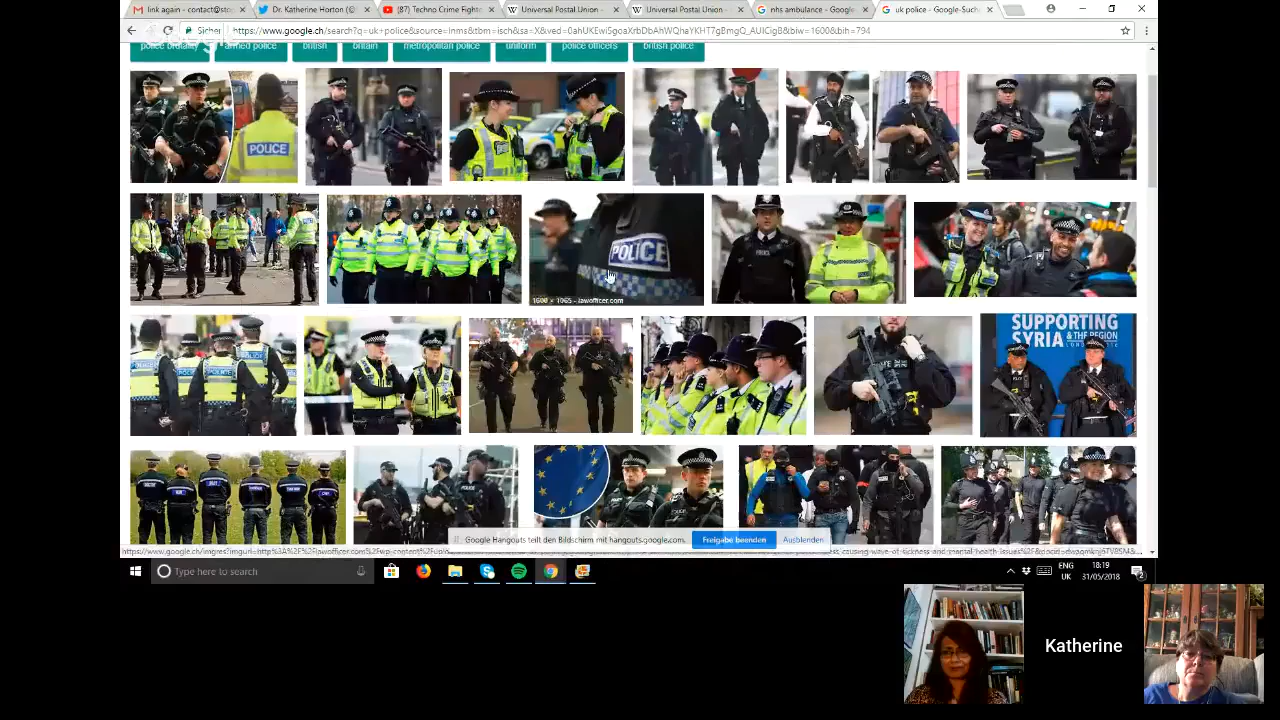 link again - contact@sto
Dr. Katherine Horton (@
(87) Techno Crime Fight
Universal Postal Union -
Universal Postal Union -
nhs ambulance - Google
uk police - Google-Such
Sicher
https://www.google.ch/search?q=uk+police&source=lnms&tbm=isch&sa=X&ved=0ahUKEwi5goaXrbDbAhWQhaYKHT7gBmgQ_AUICigB&biw=1600&bih=794
police brutality
armed police
british
britain
metropolitan police
uniform
police officers
british police
POLICE
POLICE
1600 × 1065 - lawofficer.com
SUPPORTING
SYRIA & THE REGION
Google Hangouts teilt den Bildschirm mit hangouts.google.com.
Freigabe beenden
Ausblenden
Type here to search
ENG
UK
18:19
31/05/2018
2
Katherine